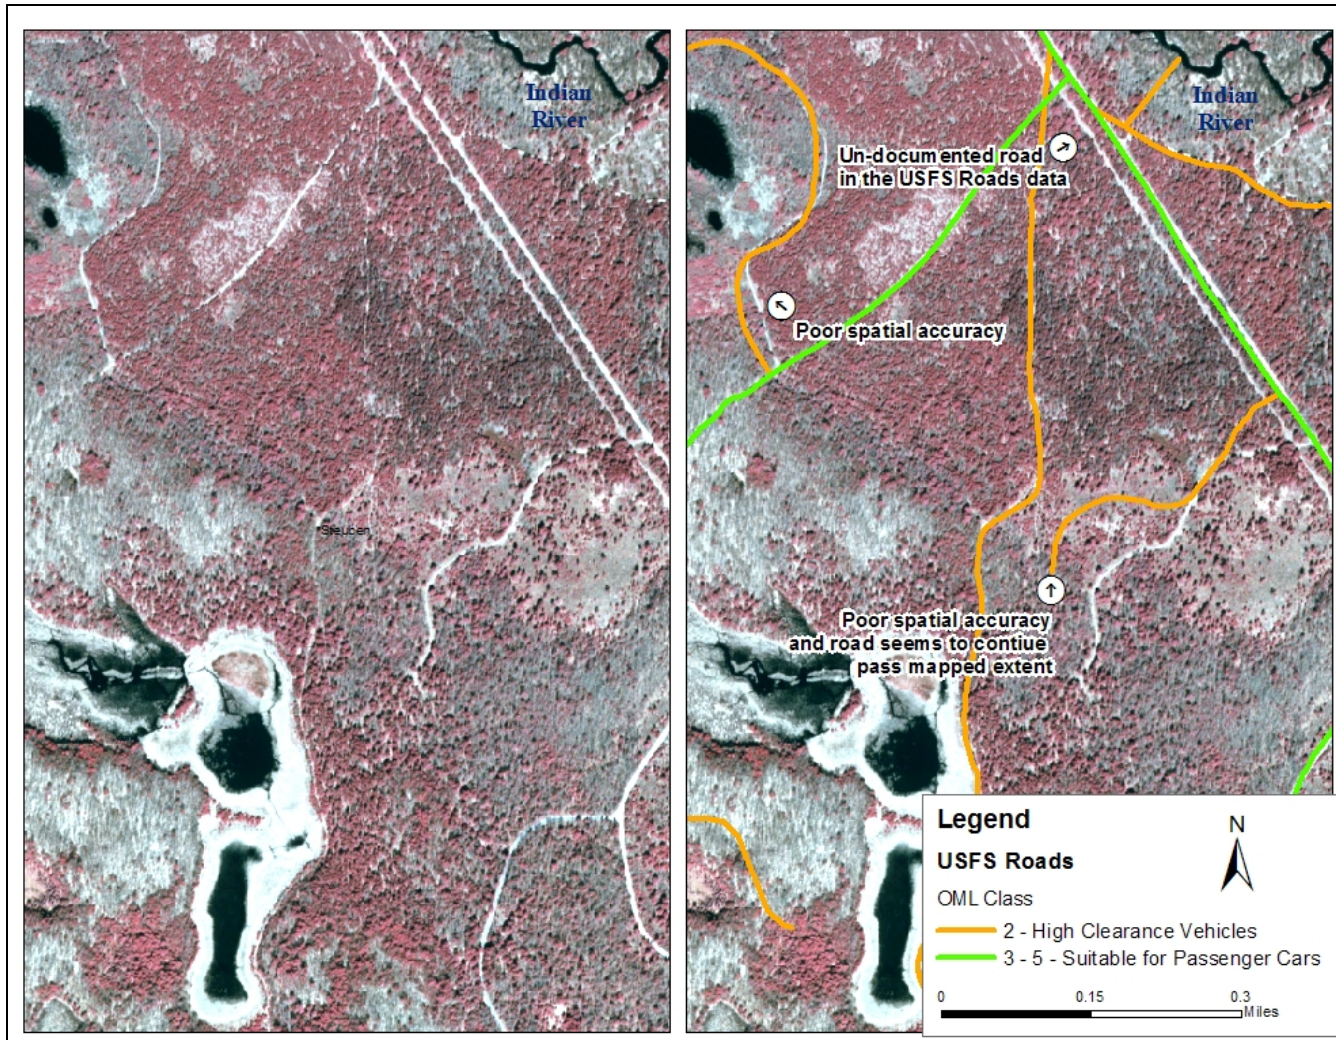 Indian
River
Steuben
Indian
River
Un-documented road
in the USFS Roads data
Poor spatial accuracy
Poor spatial accuracy
and road seems to contiue
pass mapped extent
Legend
N
USFS Roads
OML Class
2 - High Clearance Vehicles
3 - 5 - Suitable for Passenger Cars
0 0.15 0.3
Miles